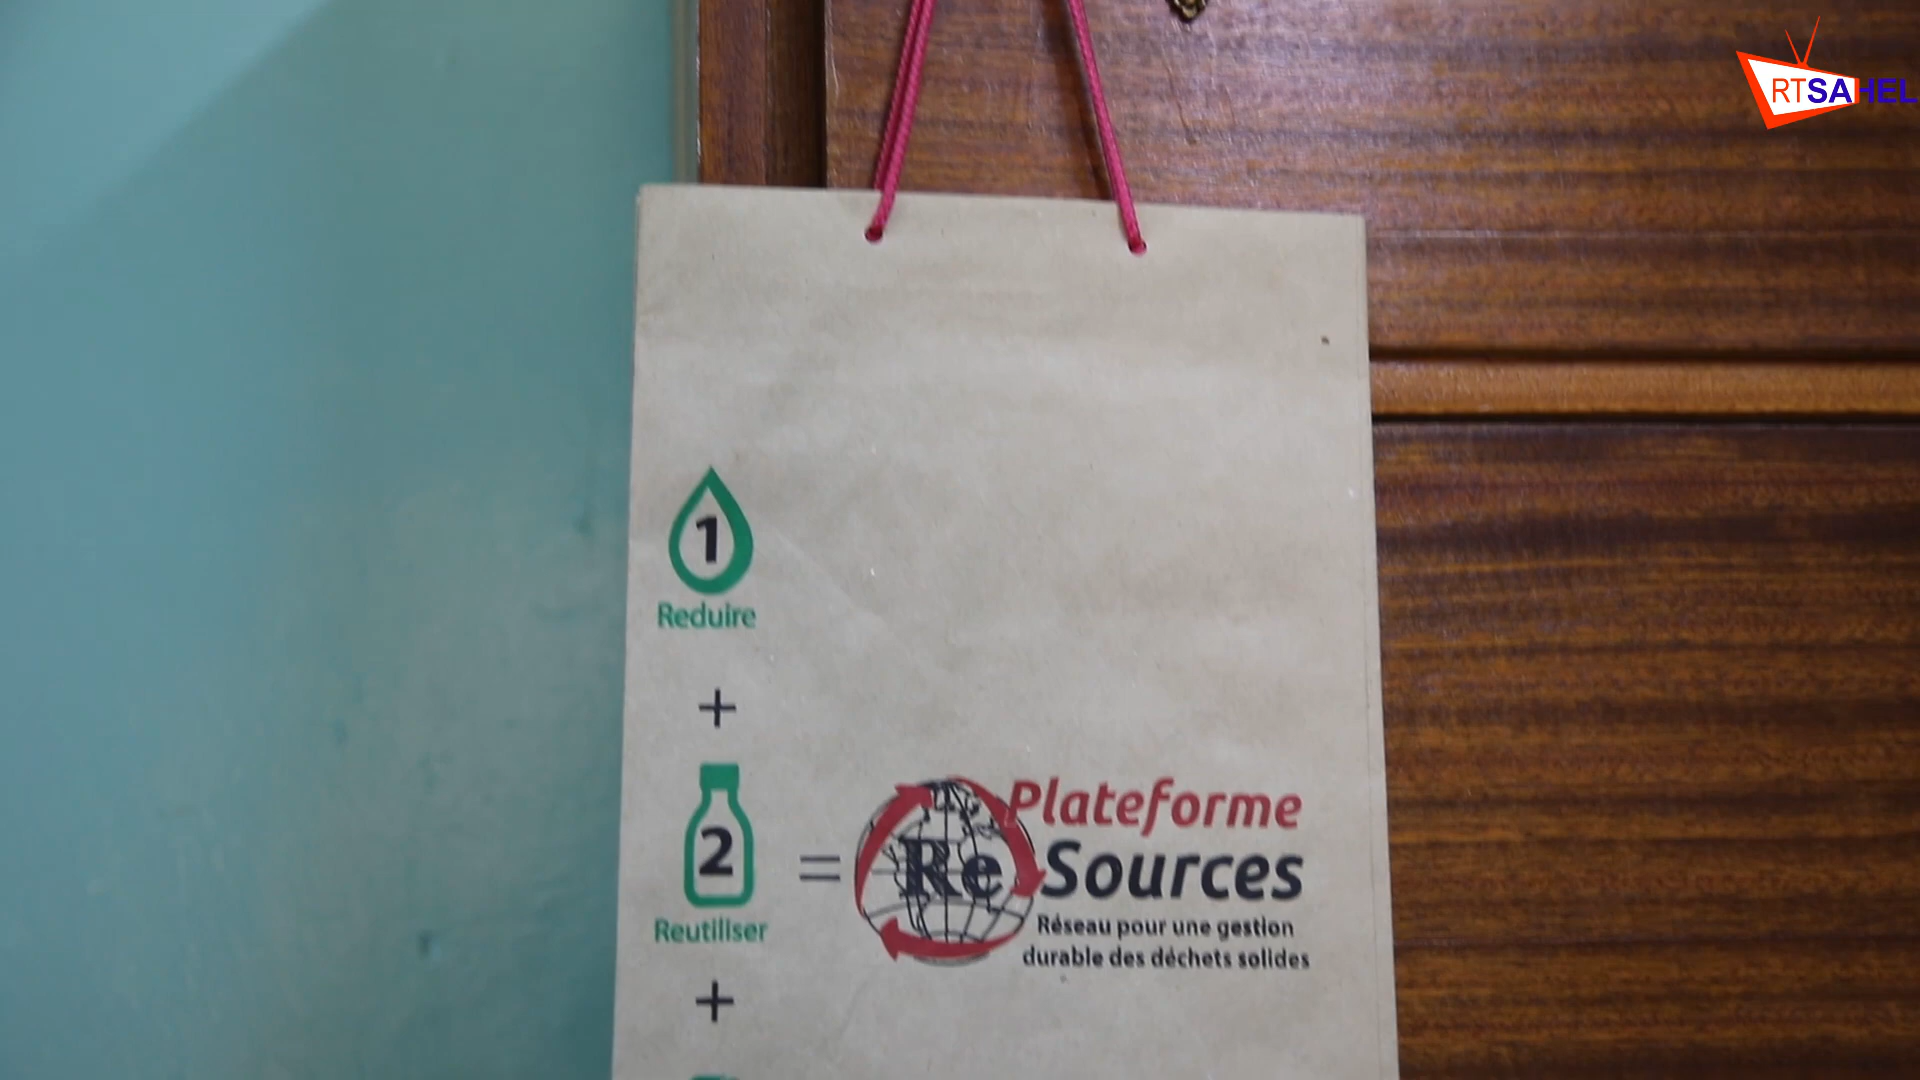 RTSAHEL
1
Reduire
+
2
Reutiliser
+
=
Re
Plateforme
Sources
Réseau pour une gestion
durable des déchets solides